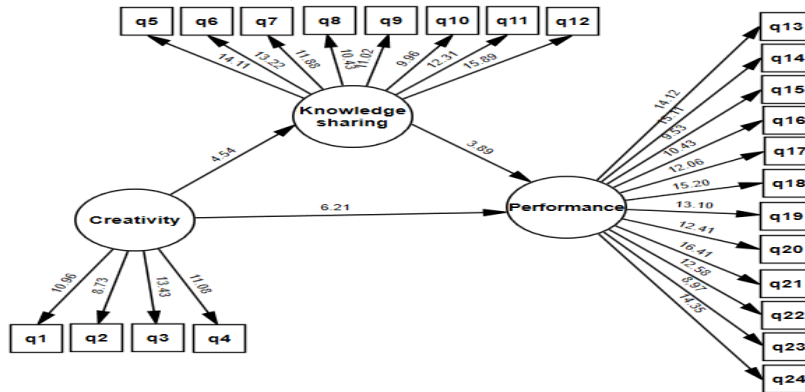 q5 q6 q7 q8 q9 q10 q11 q12
14.11 13.22 11.88 10.43 11.02 9.96 12.31 15.89
Knowledge
sharing
4.54
3.89
Creativity
6.21
Performance
10.96 8.73 13.43 11.08
q1 q2 q3 q4
14.12
q13
q14
9.53
q15
10.43
q16
12.06
q17
15.20
q18
13.10
q19
12.41
q20
16.41
q21
12.58
q22
8.97
q23
14.35
q24